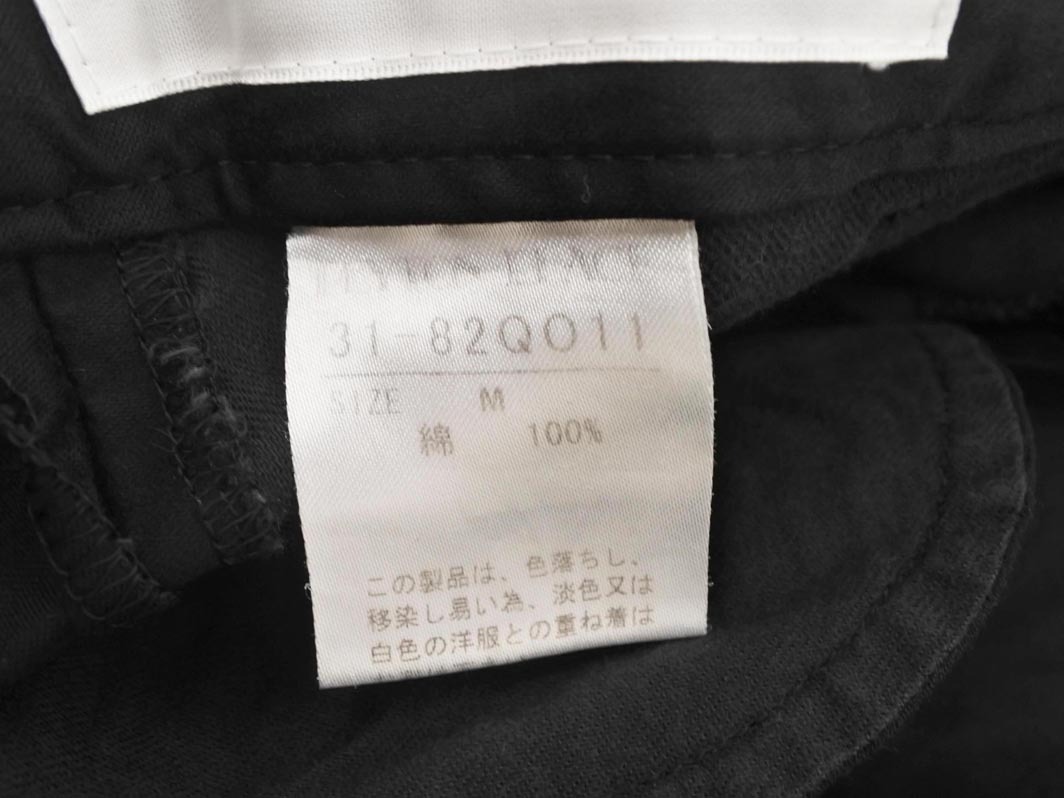 31-82QO11
SIZE M
綿 100%
この製品は、色落ちし、
移染し易い為、淡色又は
白色の洋服との重ね着は